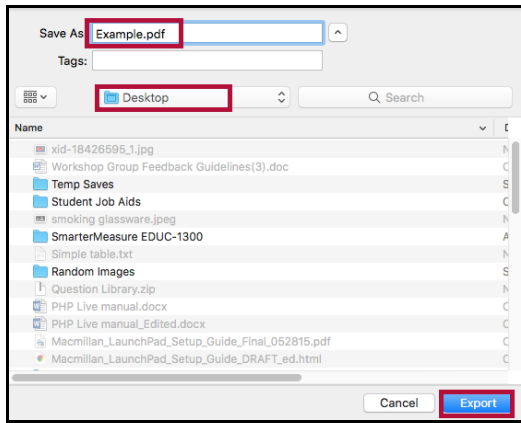 Save As: Example.pdf
Tags:
Desktop
Search
Name
xid-18426595_1.jpg
Workshop Group Feedback Guidelines(3).doc
Temp Saves
Student Job Aids
smoking glassware.jpeg
SmarterMeasure EDUC-1300
Simple table.txt
Random Images
Question Library.zip
PHP Live manual.docx
PHP Live manual_Edited.docx
Macmillan_LaunchPad_Setup_Guide_Final_052815.pdf
Macmillan_LaunchPad_Setup_Guide_DRAFT_ed.html
Cancel Export